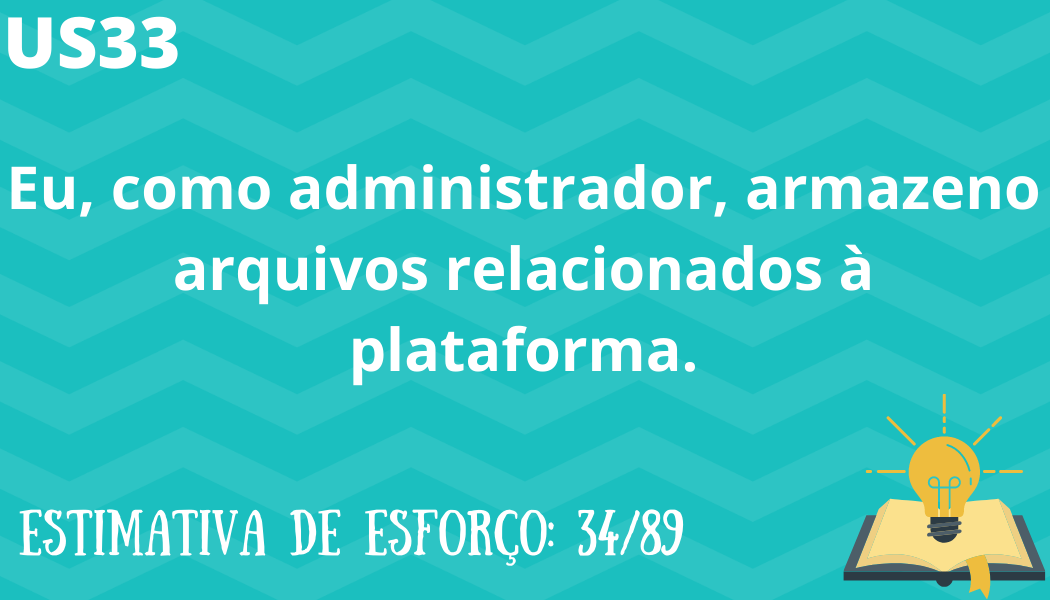 US33
Eu, como administrador, armazeno
arquivos relacionados à
plataforma.
ESTIMATIVA DE ESFORÇO: 34/89